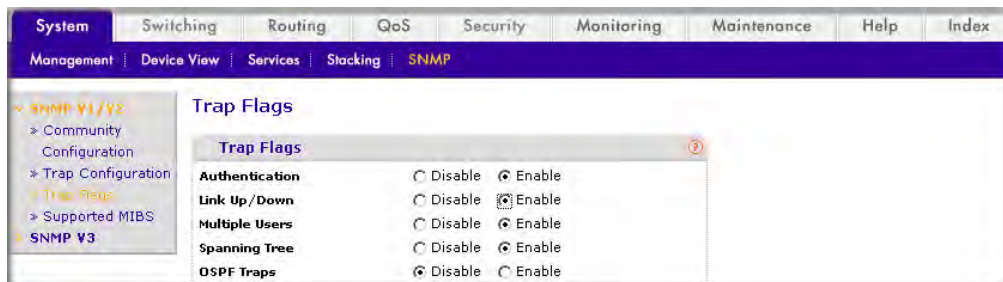 System Switching Routing QoS Security Monitoring Maintenance Help Index
Management Device View Services Stacking SNMP
SNMP V1/V2
» Community
Configuration
» Trap Configuration
» Trap Flags
» Supported MIBS
SNMP V3
Trap Flags
Trap Flags ?
Authentication Disable Enable
Link Up/Down Disable Enable
Multiple Users Disable Enable
Spanning Tree Disable Enable
OSPF Traps Disable Enable